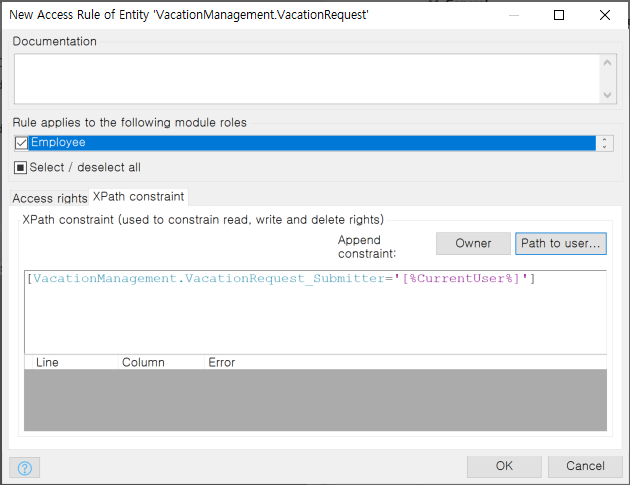 New Access Rule of Entity 'VacationManagement.VacationRequest'
Documentation
Rule applies to the following module roles
Employee
Select / deselect all
Access rights XPath constraint
XPath constraint (used to constrain read, write and delete rights)
Append constraint: Owner Path to user...
[VacationManagement.VacationRequest_Submitter='[%CurrentUser%]']
Line Column Error
OK Cancel